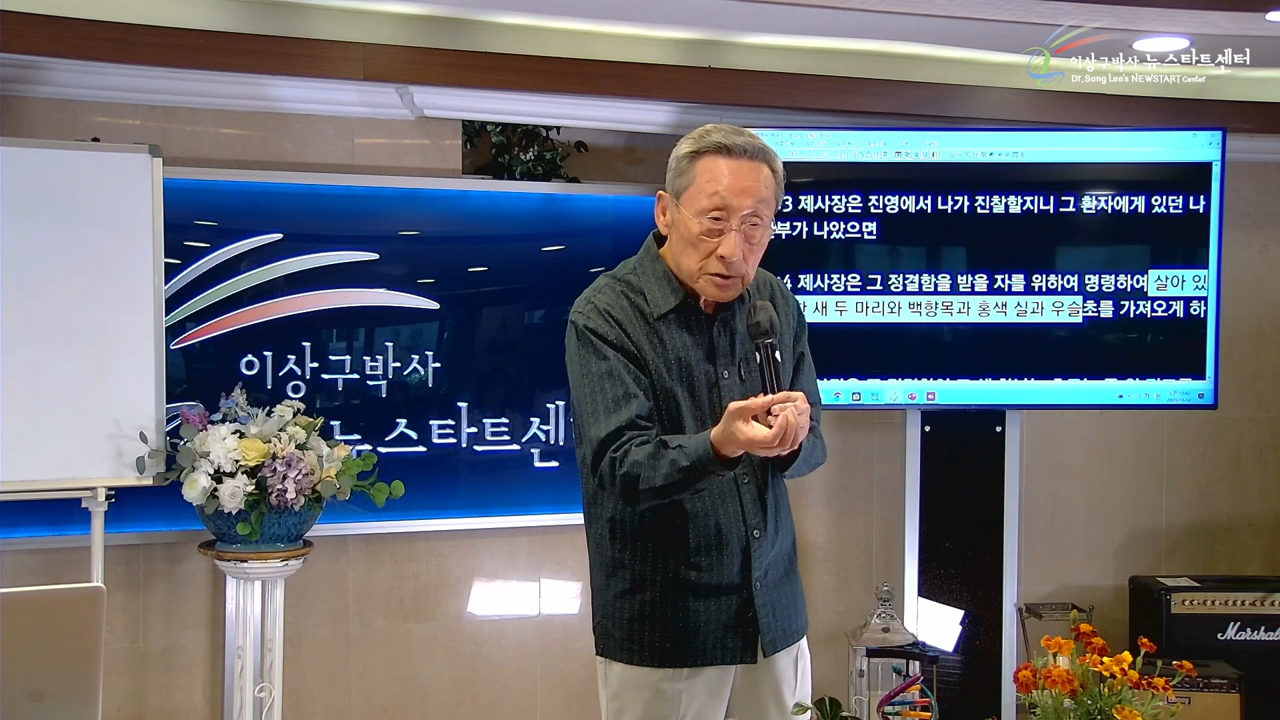 이상구박사 뉴스타트센터
Dr. Sang Lee's NEWSTART Center
3 제사장은 진영에서 나가 진찰할지니 그 환자에게 있던 나
부가 나았으면
4 제사장은 그 정결함을 받을 자를 위하여 명령하여 살아 있
새 두 마리와 백향목과 홍색 실과 우슬초를 가져오게 하
이상구박사
뉴스타트센
Marshal